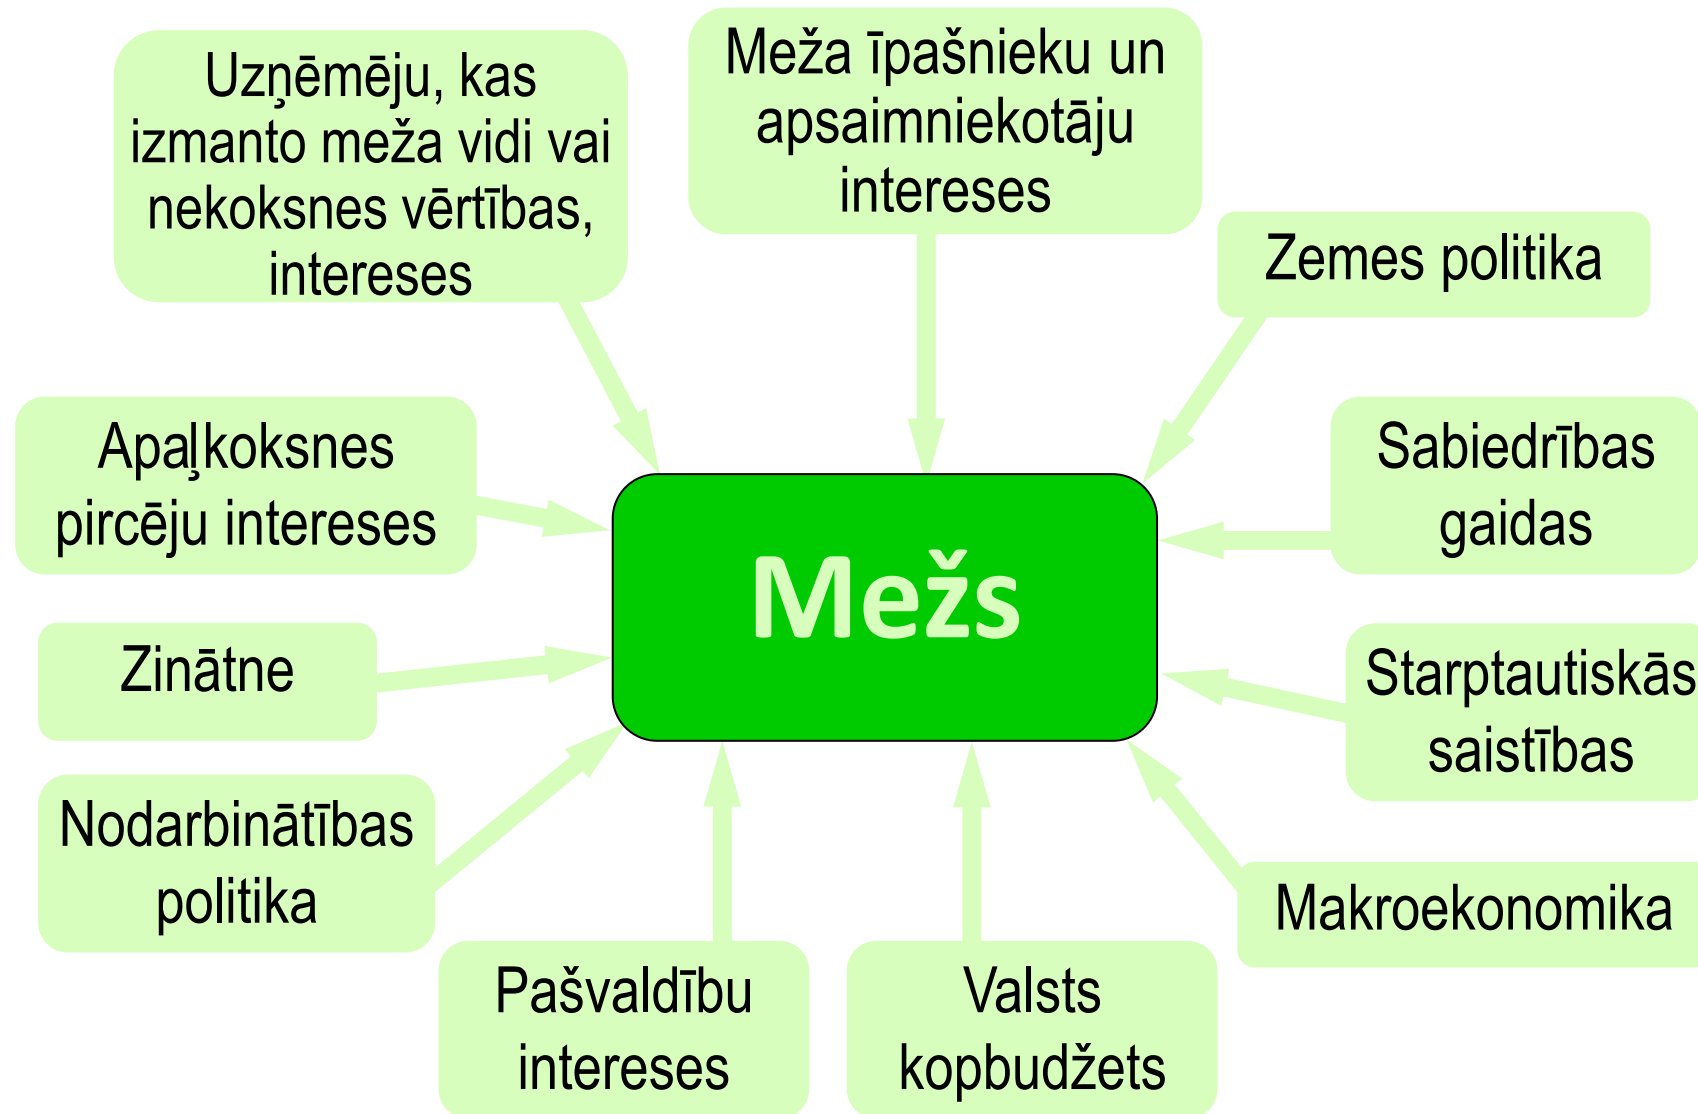 Uzņēmēju, kas
izmanto meža vidi vai
nekoksnes vērtības,
intereses
Meža īpašnieku un
apsaimniekotāju
intereses
Zemes politika
Apaļkoksnes
pircēju intereses
Sabiedrības
gaidas
Mežs
Zinātne
Starptautiskās
saistības
Nodarbinātības
politika
Makroekonomika
Pašvaldību
intereses
Valsts
kopbudžets